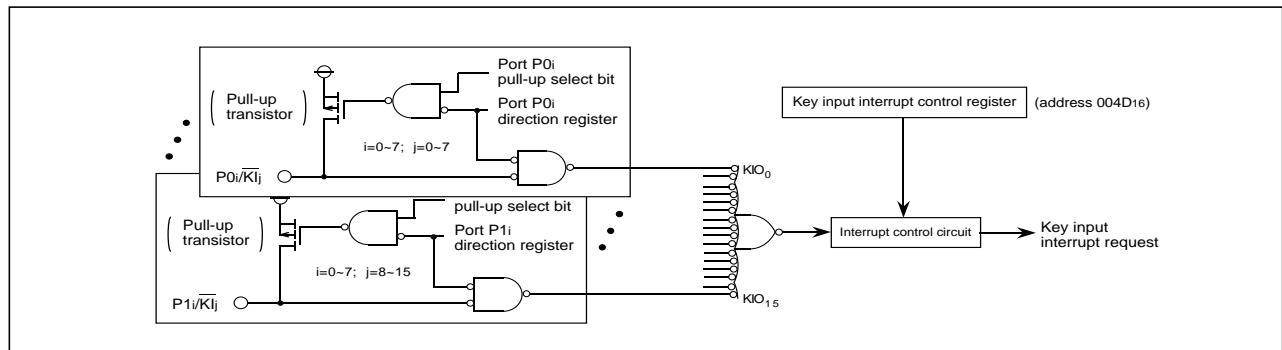 Port P0i
pull-up select bit
Port P0i
direction register
( Pull-up
transistor )
i=0~7; j=0~7
P0i/KIj
pull-up select bit
Port P1i
direction register
( Pull-up
transistor )
i=0~7; j=8~15
P1i/KIj
KIO0
KIO15
Key input interrupt control register
(address 004D16)
Interrupt control circuit
Key input
interrupt request